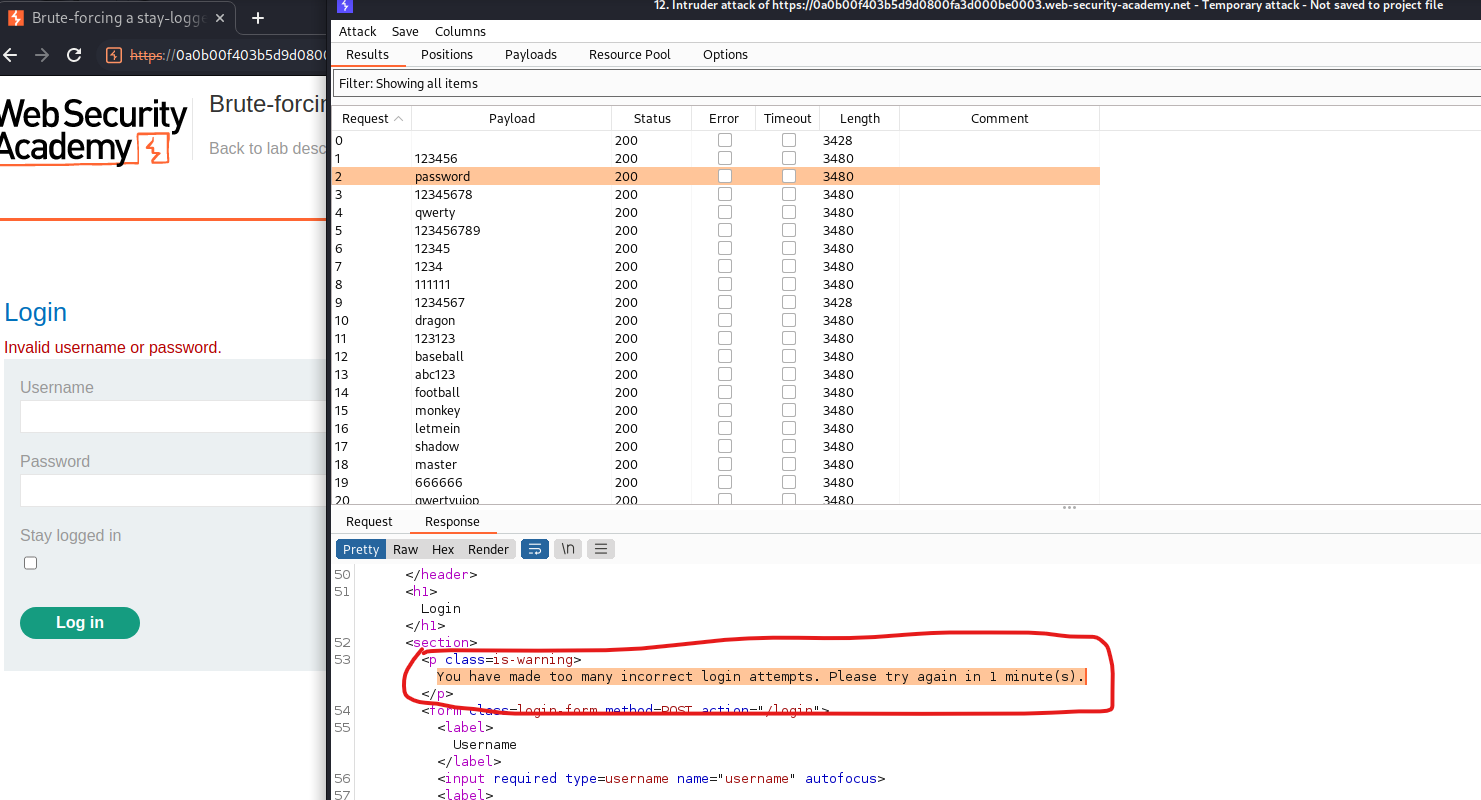 Brute-forcing a stay-logge
12. Intruder attack of https://0a0b00f403b5d9d0800fa3d000be0003.web-security-academy.net - Temporary attack - Not saved to project file
https://0a0b00f403b5d9d0800
Attack Save Columns
Results Positions Payloads Resource Pool Options
Filter: Showing all items
Web Security
Academy
Brute-forcin
Back to lab desc
Request Payload Status Error Timeout Length Comment
0 200 3428
1 123456 200 3480
2 password 200 3480
3 12345678 200 3480
4 qwerty 200 3480
5 123456789 200 3480
6 12345 200 3480
7 1234 200 3480
8 111111 200 3480
9 1234567 200 3428
10 dragon 200 3480
11 123123 200 3480
12 baseball 200 3480
13 abc123 200 3480
14 football 200 3480
15 monkey 200 3480
16 letmein 200 3480
17 shadow 200 3480
18 master 200 3480
19 666666 200 3480
20 qwertyuiop 200 3480
Login
Invalid username or password.
Username
Password
Stay logged in
Log in
Request Response
Pretty Raw Hex Render \n
50 </header>
51 <h1>
Login
</h1>
52 <section>
53 <p class=is-warning>
You have made too many incorrect login attempts. Please try again in 1 minute(s).
</p>
54 <form class=login-form method=POST action="/login">
55 <label>
Username
</label>
56 <input required type=username name="username" autofocus>
57 <label>